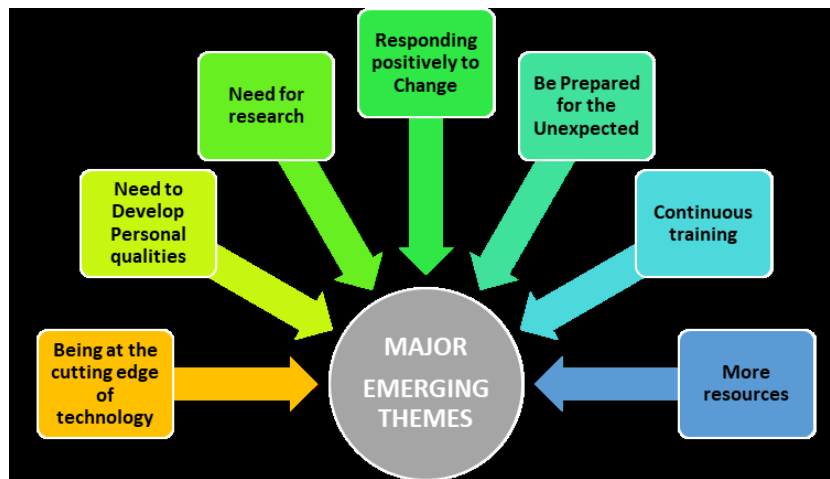 Responding
positively to
Change
Need for
research
Be Prepared
for the
Unexpected
Need to
Develop
Personal
qualities
Continuous
training
Being at the
cutting edge
of
technology
More
resources
MAJOR
EMERGING
THEMES